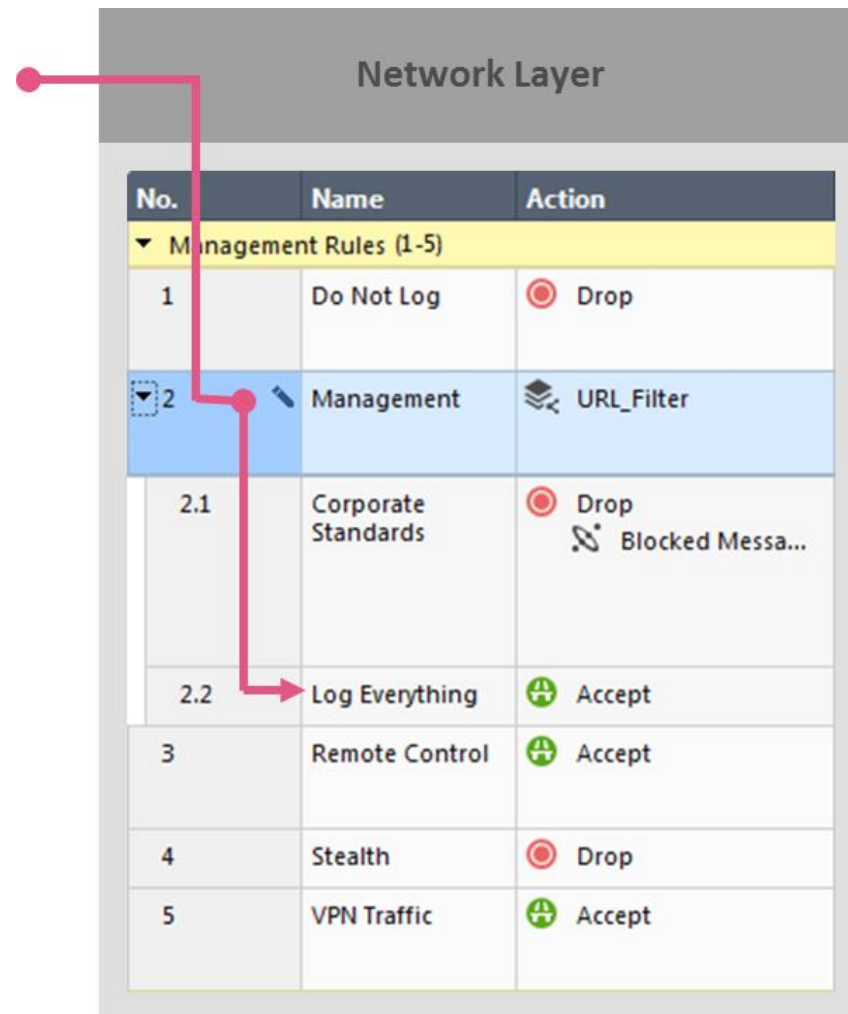 Network Layer
No. Name Action
Management Rules (1-5)
1 Do Not Log Drop
2 Management URL_Filter
2.1 Corporate Standards Drop
Blocked Messa...
2.2 Log Everything Accept
3 Remote Control Accept
4 Stealth Drop
5 VPN Traffic Accept